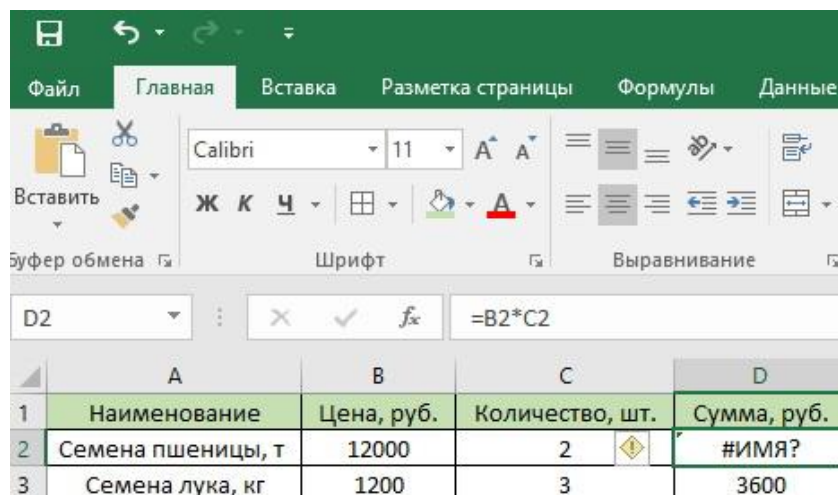 Файл Главная Вставка Разметка страницы Формулы Данные
Calibri 11 А А
Вставить Ж К Ч А
Буфер обмена Шрифт Выравнивание
D2 fx =B2*C2
A B C D
1 Наименование Цена, руб. Количество, шт. Сумма, руб.
2 Семена пшеницы, т 12000 2 #ИМЯ?
3 Семена лука, кг 1200 3 3600